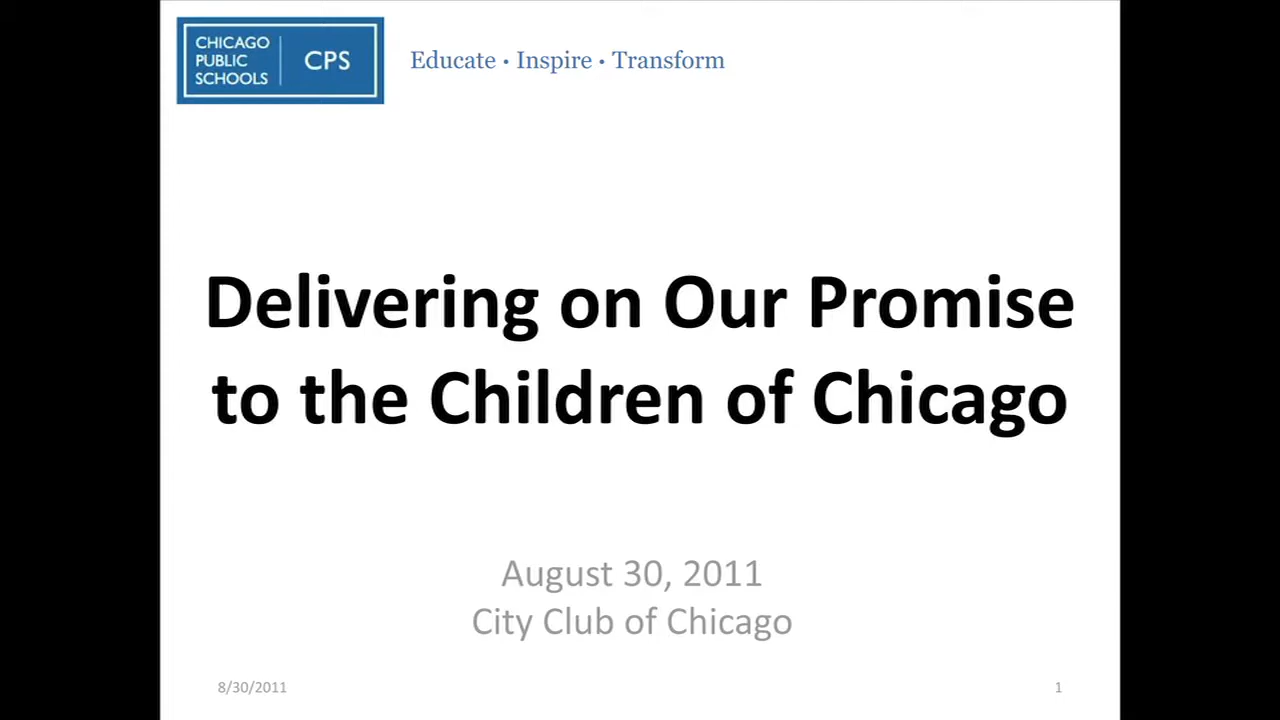 CHICAGO
PUBLIC
SCHOOLS
CPS
Educate • Inspire • Transform
Delivering on Our Promise
to the Children of Chicago
August 30, 2011
City Club of Chicago
8/30/2011
1